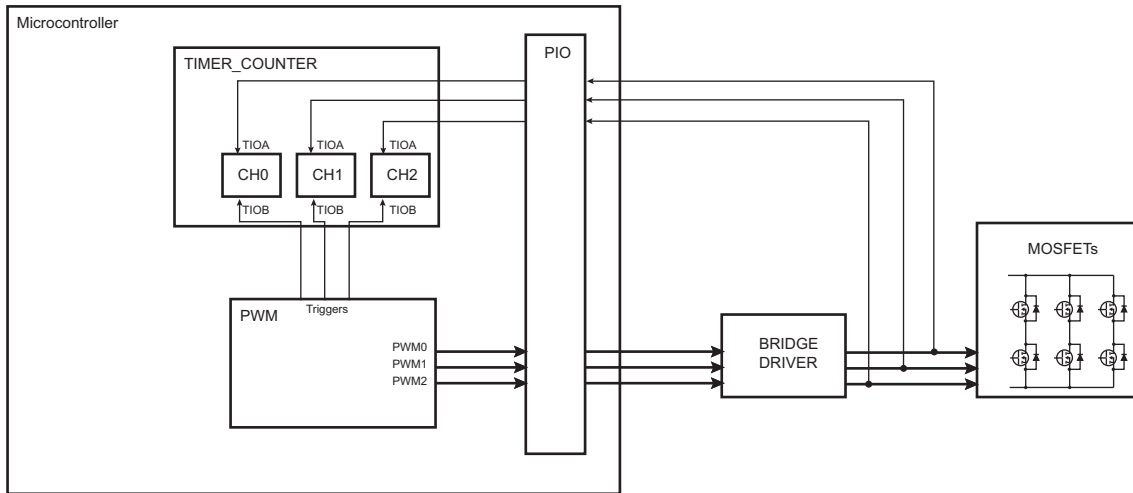 Microcontroller
TIMER_COUNTER
PIO
TIOA
TIOA
TIOA
CH0
CH1
CH2
TIOB
TIOB
TIOB
MOSFETs
Triggers
PWM
PWM0
PWM1
PWM2
BRIDGE
DRIVER